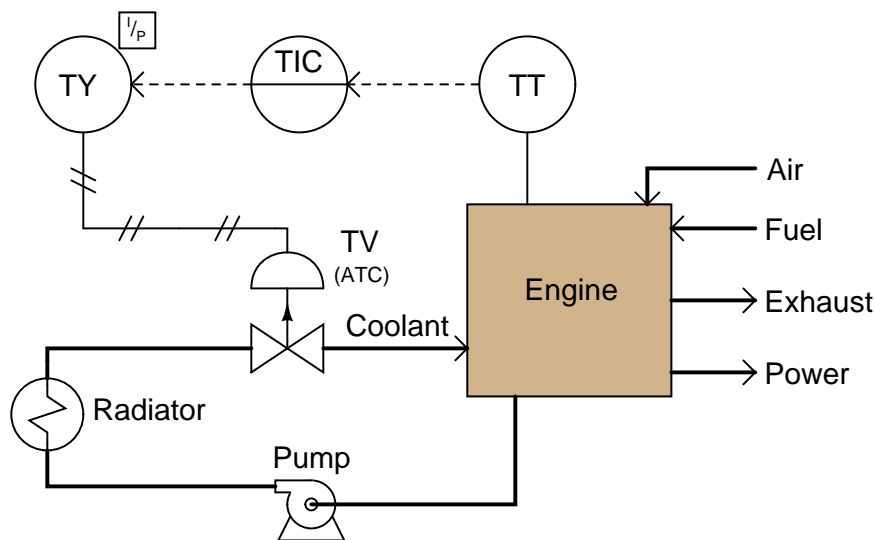 I/P
TY
TIC
TT
Air
Fuel
TV
(ATC)
Engine
Exhaust
Coolant
Power
Radiator
Pump